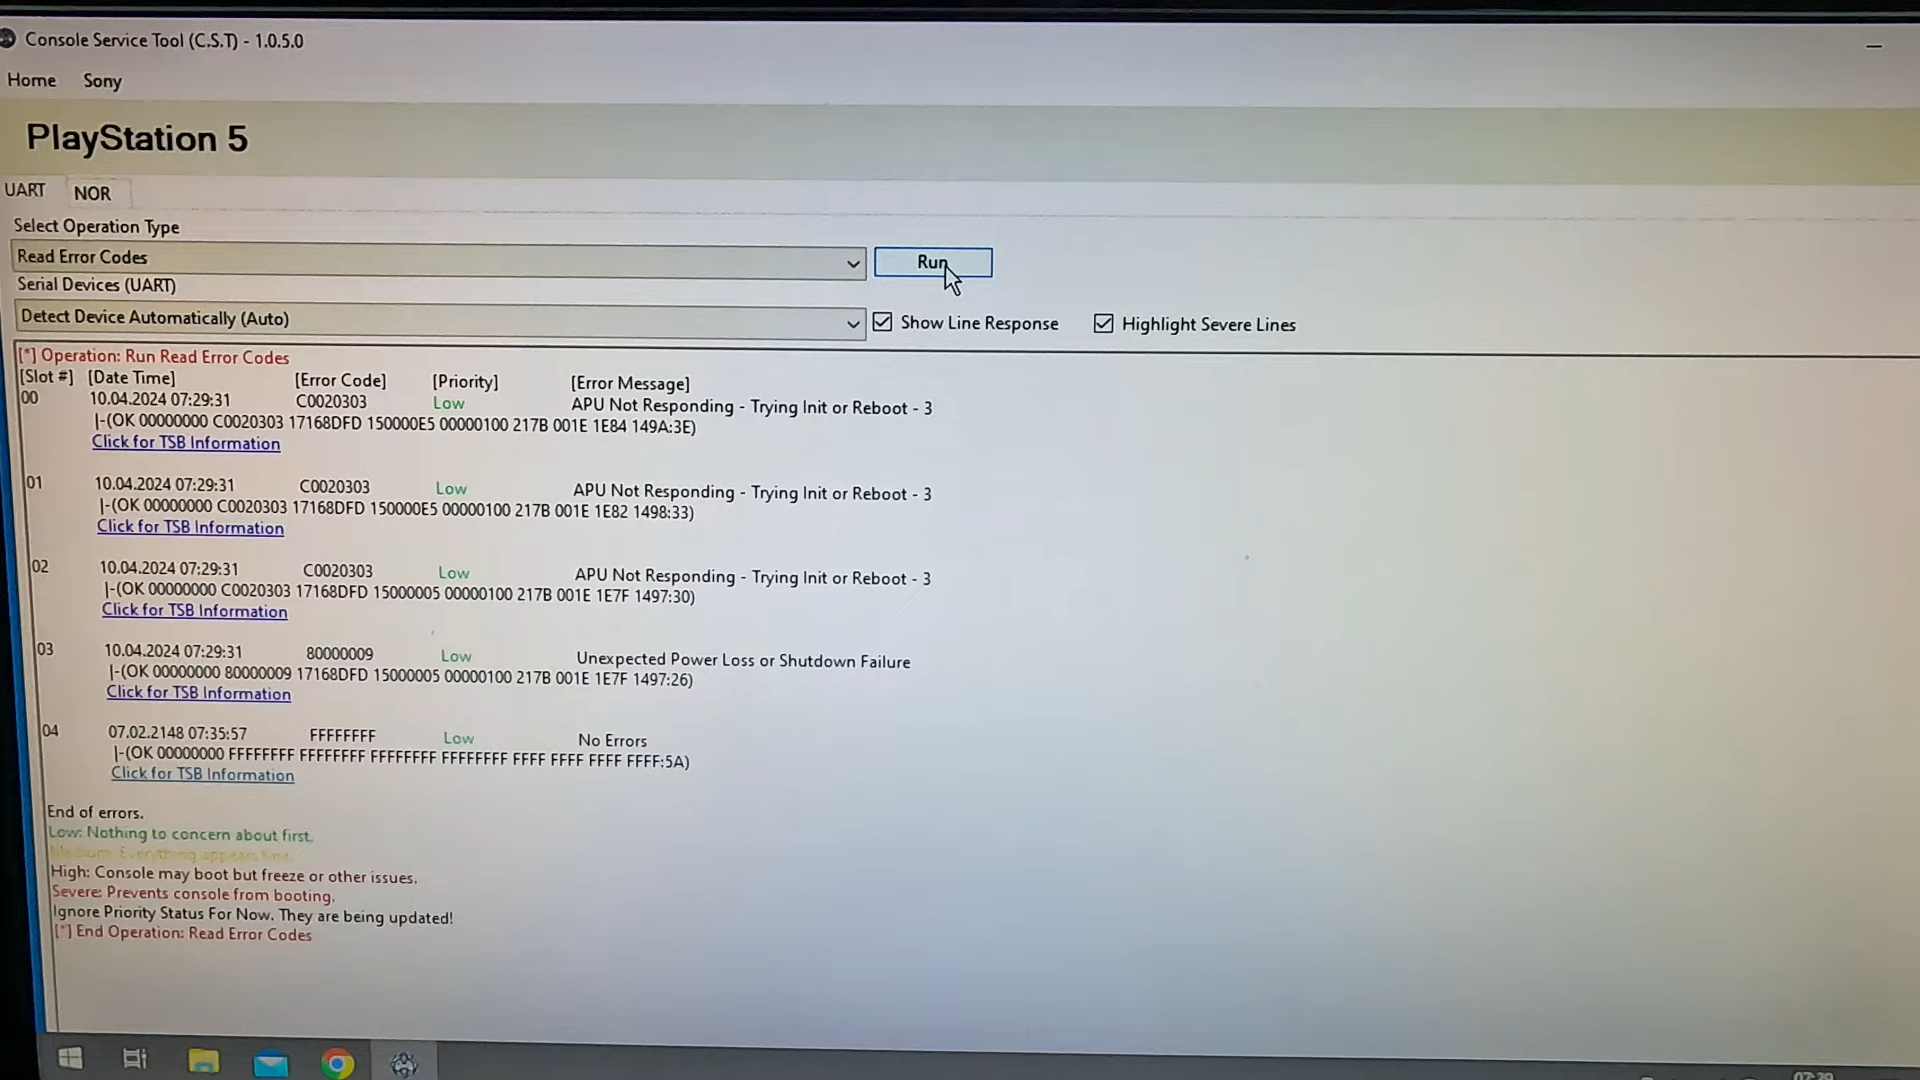 Console Service Tool (C.S.T) - 1.0.5.0
Home Sony
PlayStation 5
UART NOR
Select Operation Type
Read Error Codes Run
Serial Devices (UART)
Detect Device Automatically (Auto) Show Line Response Highlight Severe Lines
[*] Operation: Run Read Error Codes
[Slot #] [Date Time] [Error Code] [Priority] [Error Message]
00 10.04.2024 07:29:31 C0020303 Low APU Not Responding - Trying Init or Reboot - 3
|-(OK 00000000 C0020303 17168DFD 150000E5 00000100 217B 001E 1E84 149A:3E)
Click for TSB Information
01 10.04.2024 07:29:31 C0020303 Low APU Not Responding - Trying Init or Reboot - 3
|-(OK 00000000 C0020303 17168DFD 150000E5 00000100 217B 001E 1E82 1498:33)
Click for TSB Information
02 10.04.2024 07:29:31 C0020303 Low APU Not Responding - Trying Init or Reboot - 3
|-(OK 00000000 C0020303 17168DFD 15000005 00000100 217B 001E 1E7F 1497:30)
Click for TSB Information
03 10.04.2024 07:29:31 80000009 Low Unexpected Power Loss or Shutdown Failure
|-(OK 00000000 80000009 17168DFD 15000005 00000100 217B 001E 1E7F 1497:26)
Click for TSB Information
04 07.02.2148 07:35:57 FFFFFFFF Low No Errors
|-(OK 00000000 FFFFFFFF FFFFFFFF FFFFFFFF FFFFFFFF FFFF FFFF FFFF FFFF:5A)
Click for TSB Information
End of errors.
Low: Nothing to concern about first.
Medium: Everything appears fine.
High: Console may boot but freeze or other issues.
Severe: Prevents console from booting.
Ignore Priority Status For Now. They are being updated!
[*] End Operation: Read Error Codes